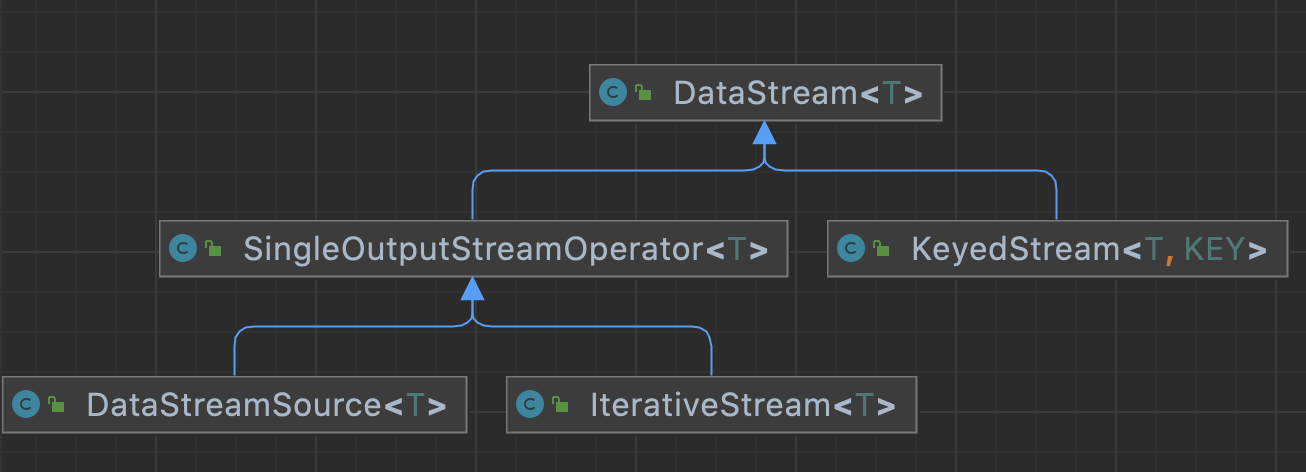 DataStream<T>
SingleOutputStreamOperator<T>
KeyedStream<T, KEY>
DataStreamSource<T>
IterativeStream<T>